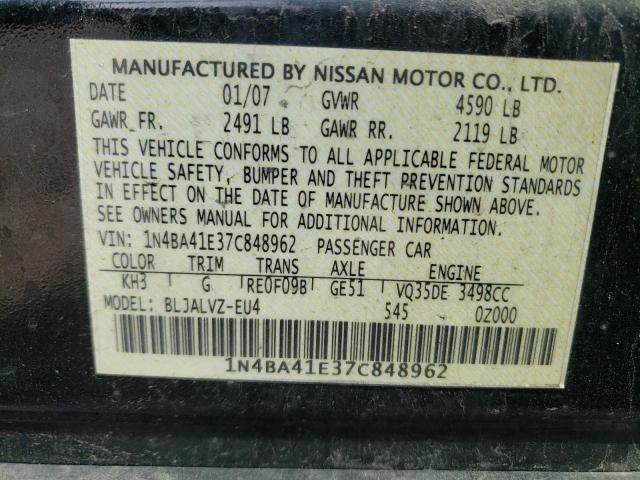 MANUFACTURED BY NISSAN MOTOR CO., LTD.
DATE 01/07 GVWR 4590 LB
GAWR FR. 2491 LB GAWR RR. 2119 LB
THIS VEHICLE CONFORMS TO ALL APPLICABLE FEDERAL MOTOR
VEHICLE SAFETY, BUMPER AND THEFT PREVENTION STANDARDS
IN EFFECT ON THE DATE OF MANUFACTURE SHOWN ABOVE.
SEE OWNERS MANUAL FOR ADDITIONAL INFORMATION.
VIN: 1N4BA41E37C848962 PASSENGER CAR
COLOR TRIM TRANS AXLE ENGINE
KH3 G RE0F09B GE51 VQ35DE 3498CC
MODEL: BLJALVZ-EU4 545 0Z000
1N4BA41E37C848962